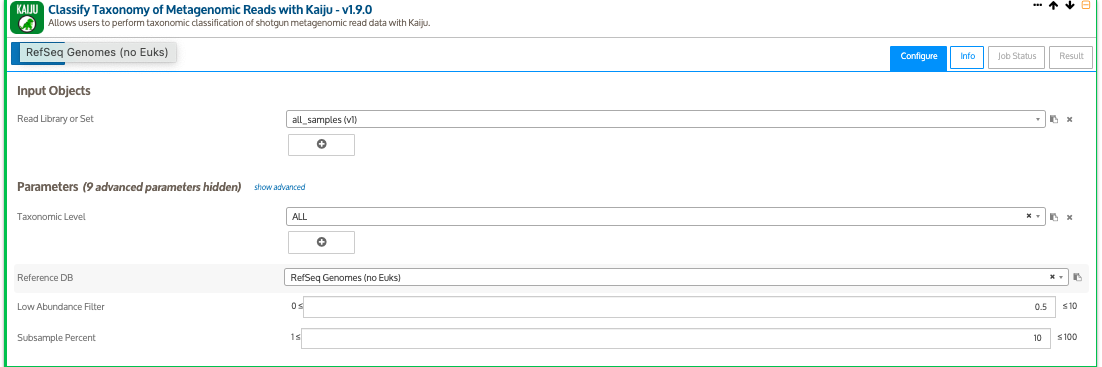 KAIJU
Classify Taxonomy of Metagenomic Reads with Kaiju - v1.9.0
Allows users to perform taxonomic classification of shotgun metagenomic read data with Kaiju.
RefSeq Genomes (no Euks)
Configure Info Job Status Result
Input Objects
Read Library or Set all_samples (v1)
Parameters (9 advanced parameters hidden) show advanced
Taxonomic Level ALL
Reference DB RefSeq Genomes (no Euks)
Low Abundance Filter 0 ≤ 0.5 ≤ 10
Subsample Percent 1 ≤ 10 ≤ 100